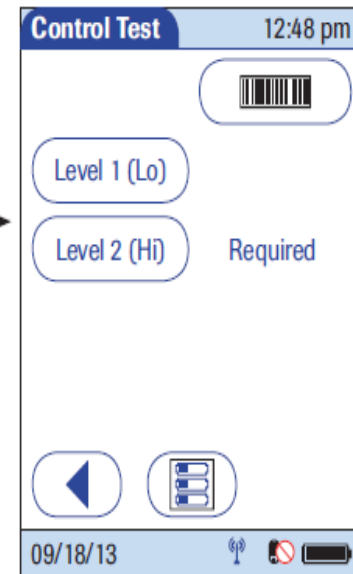 Control Test 12:48 pm
Level 1 (Lo)
Level 2 (Hi) Required
09/18/13